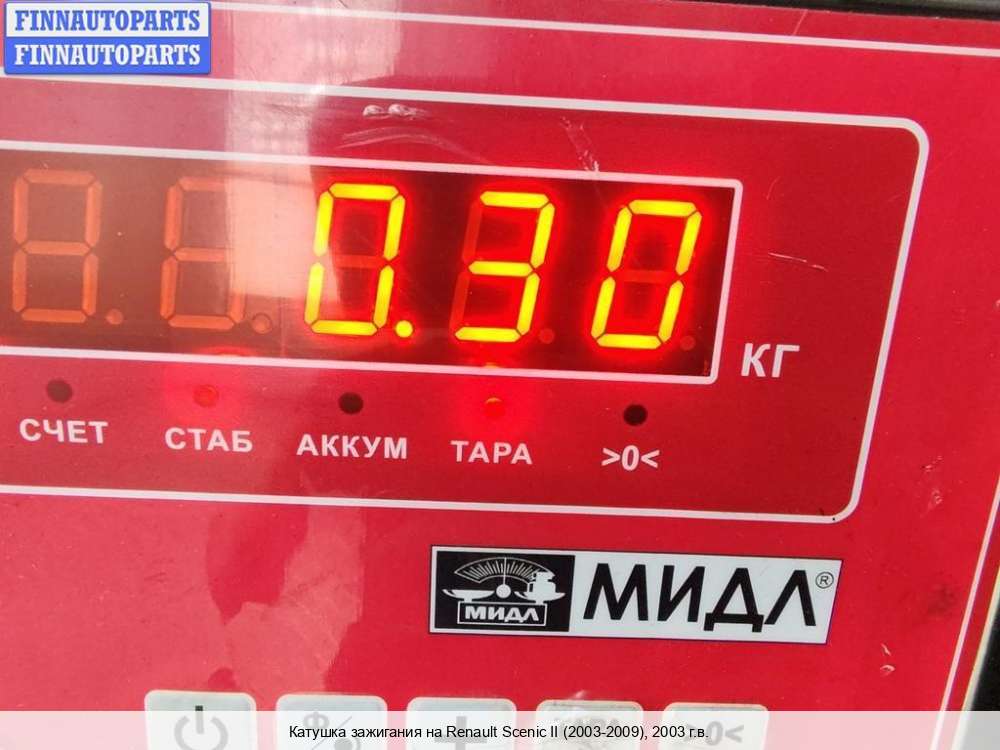 FINNAUTOPARTS
FINNAUTOPARTS
0.30
КГ
СЧЕТ СТАБ АККУМ ТАРА >0<
МИДЛ МИДЛ®
>0<
Катушка зажигания на Renault Scenic II (2003-2009), 2003 г.в.